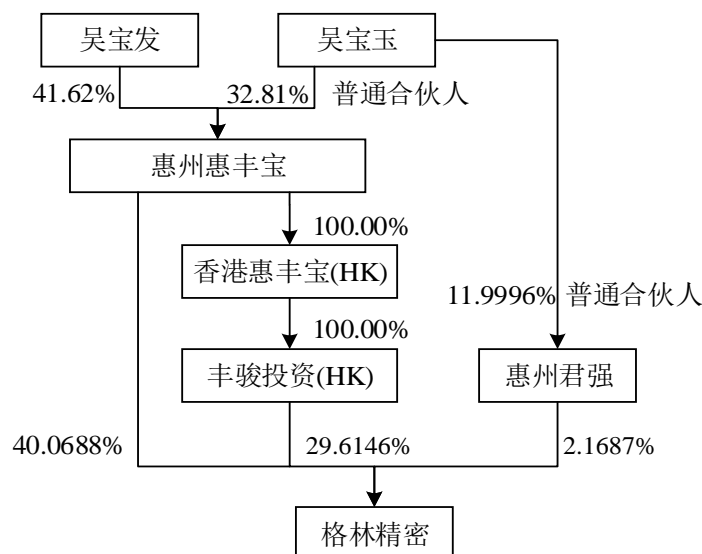 吴宝发
吴宝玉
41.62%
32.81%
普通合伙人
惠州惠丰宝
100.00%
香港惠丰宝(HK)
11.9996% 普通合伙人
100.00%
丰骏投资(HK)
惠州君强
40.0688%
29.6146%
2.1687%
格林精密